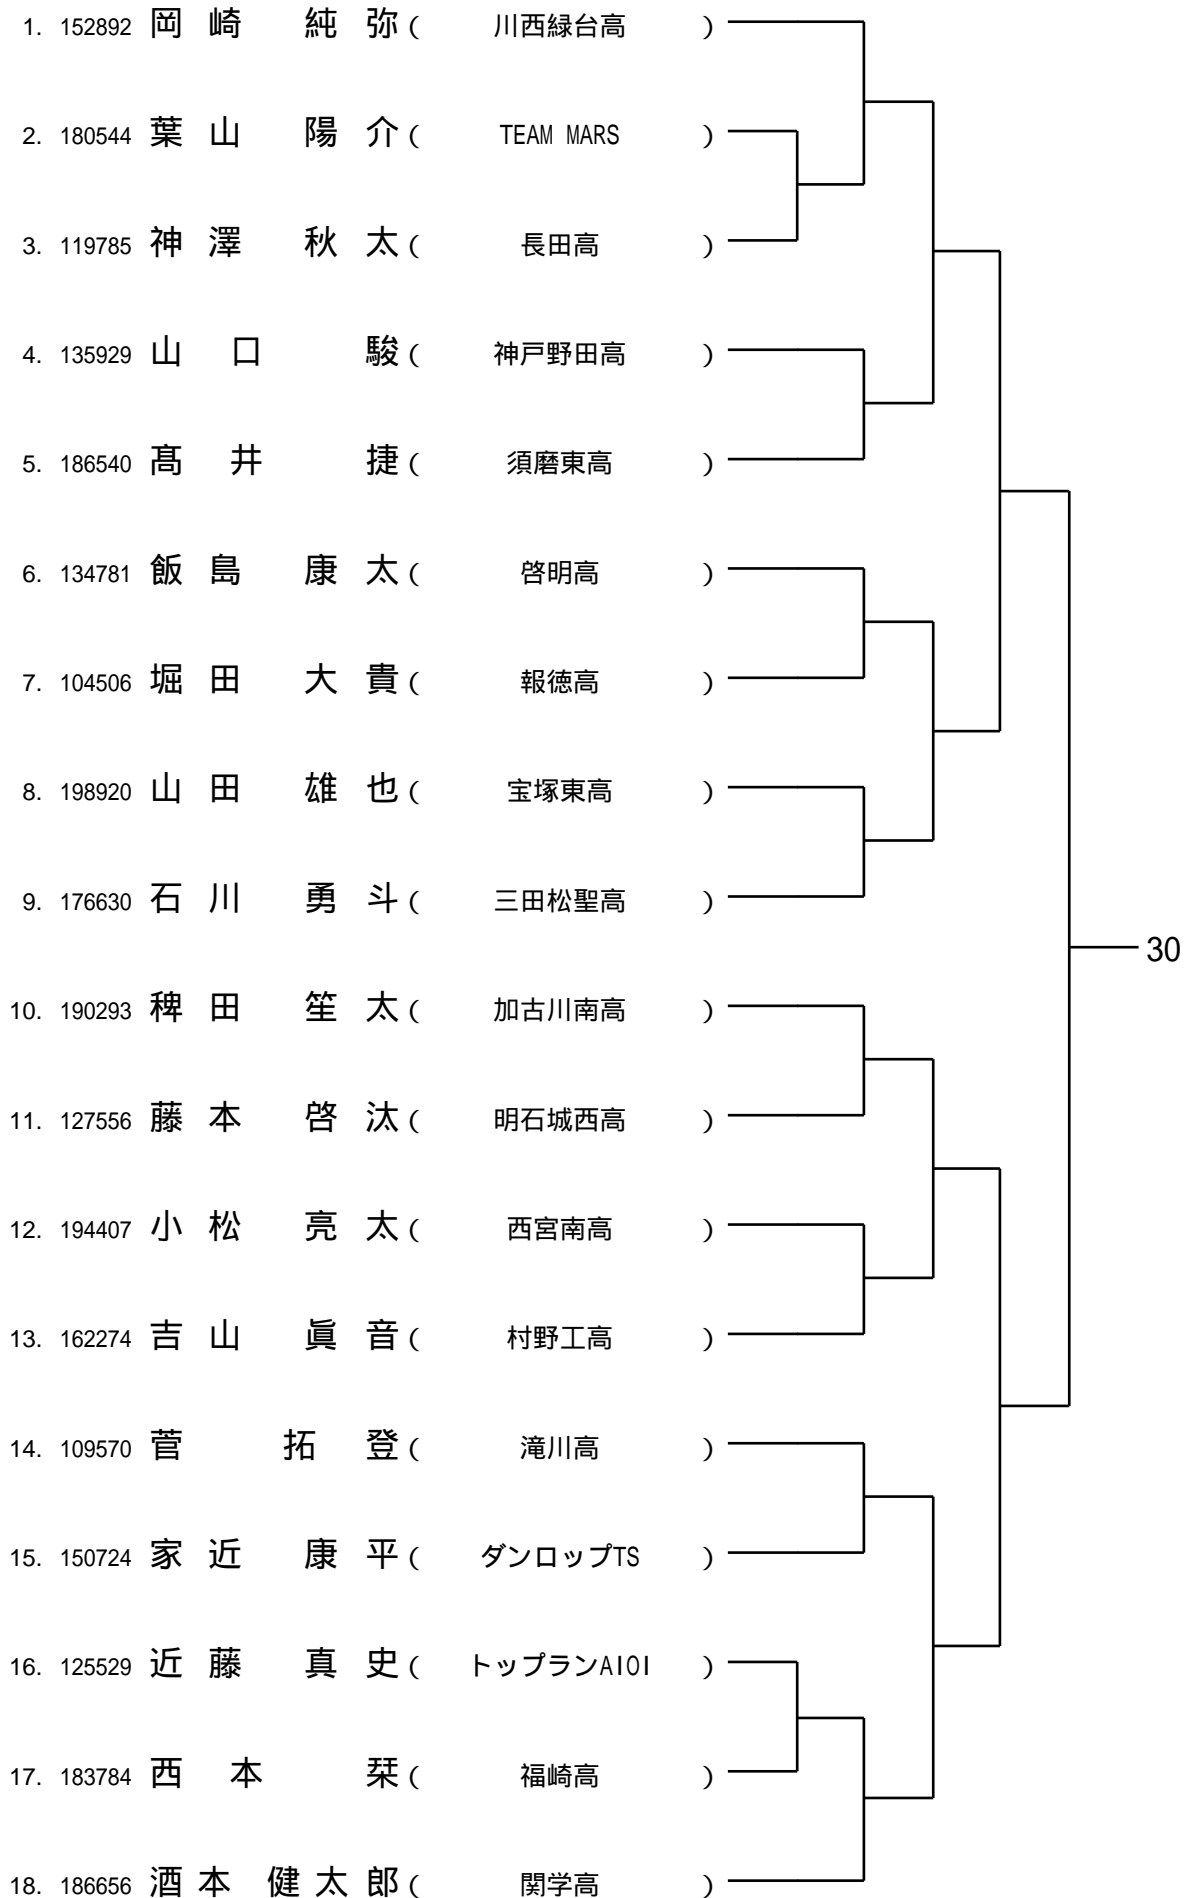 1. 152892 岡崎 純弥 ( 川西緑台高 )
2. 180544 葉山 陽介 ( TEAM MARS )
3. 119785 神澤 秋太 ( 長田高 )
4. 135929 山口 駿 ( 神戸野田高 )
5. 186540 髙井 捷 ( 須磨東高 )
6. 134781 飯島 康太 ( 啓明高 )
7. 104506 堀田 大貴 ( 報徳高 )
8. 198920 山田 雄也 ( 宝塚東高 )
9. 176630 石川 勇斗 ( 三田松聖高 )
30
10. 190293 稗田 笙太 ( 加古川南高 )
11. 127556 藤本 啓汰 ( 明石城西高 )
12. 194407 小松 亮太 ( 西宮南高 )
13. 162274 吉山 眞音 ( 村野工高 )
14. 109570 菅 拓登 ( 滝川高 )
15. 150724 家近 康平 ( ダンロップTS )
16. 125529 近藤 真史 ( トップランAIOI )
17. 183784 西本 栞 ( 福崎高 )
18. 186656 酒本 健太郎 ( 関学高 )